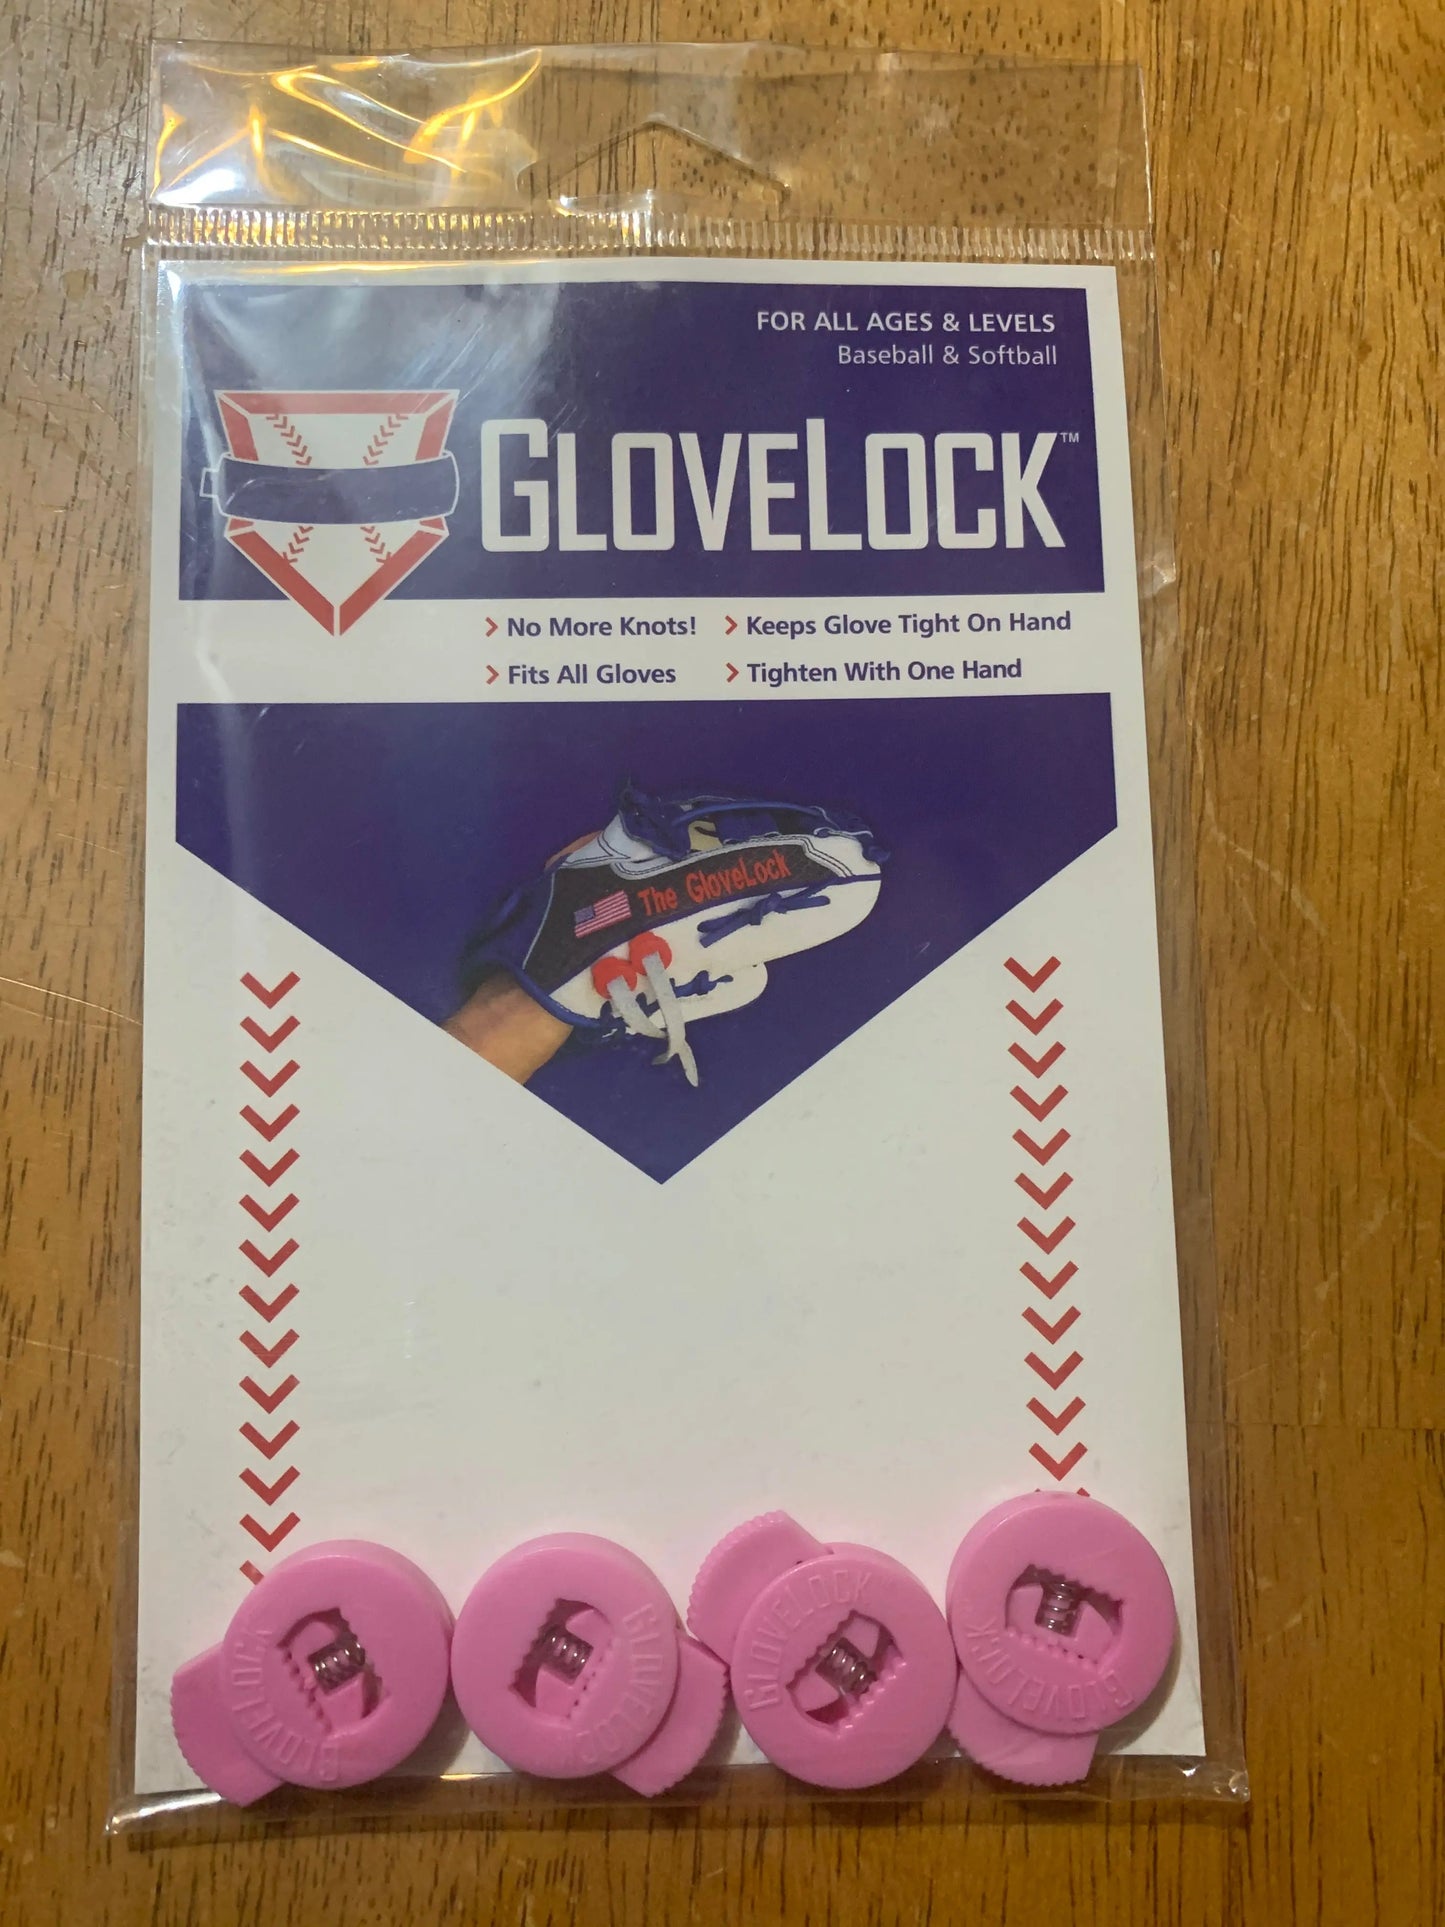 FOR ALL AGES & LEVELS
Baseball & Softball
GLOVELOCK™
> No More Knots! > Keeps Glove Tight On Hand
> Fits All Gloves > Tighten With One Hand
The GloveLock
GLOVELOCK
GLOVELOCK
GLOVELOCK
GLOVELOCK